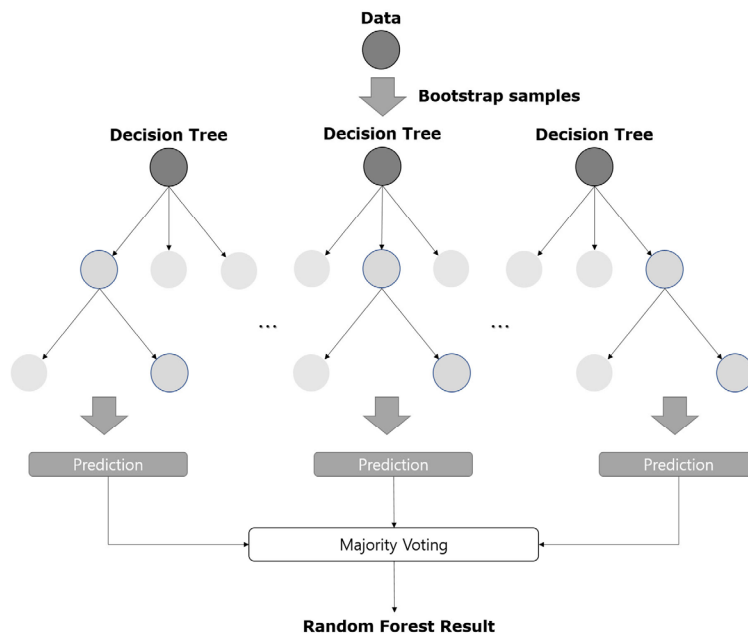 Data
Bootstrap samples
Decision Tree
Decision Tree
Decision Tree
...
...
Prediction
Prediction
Prediction
Majority Voting
Random Forest Result